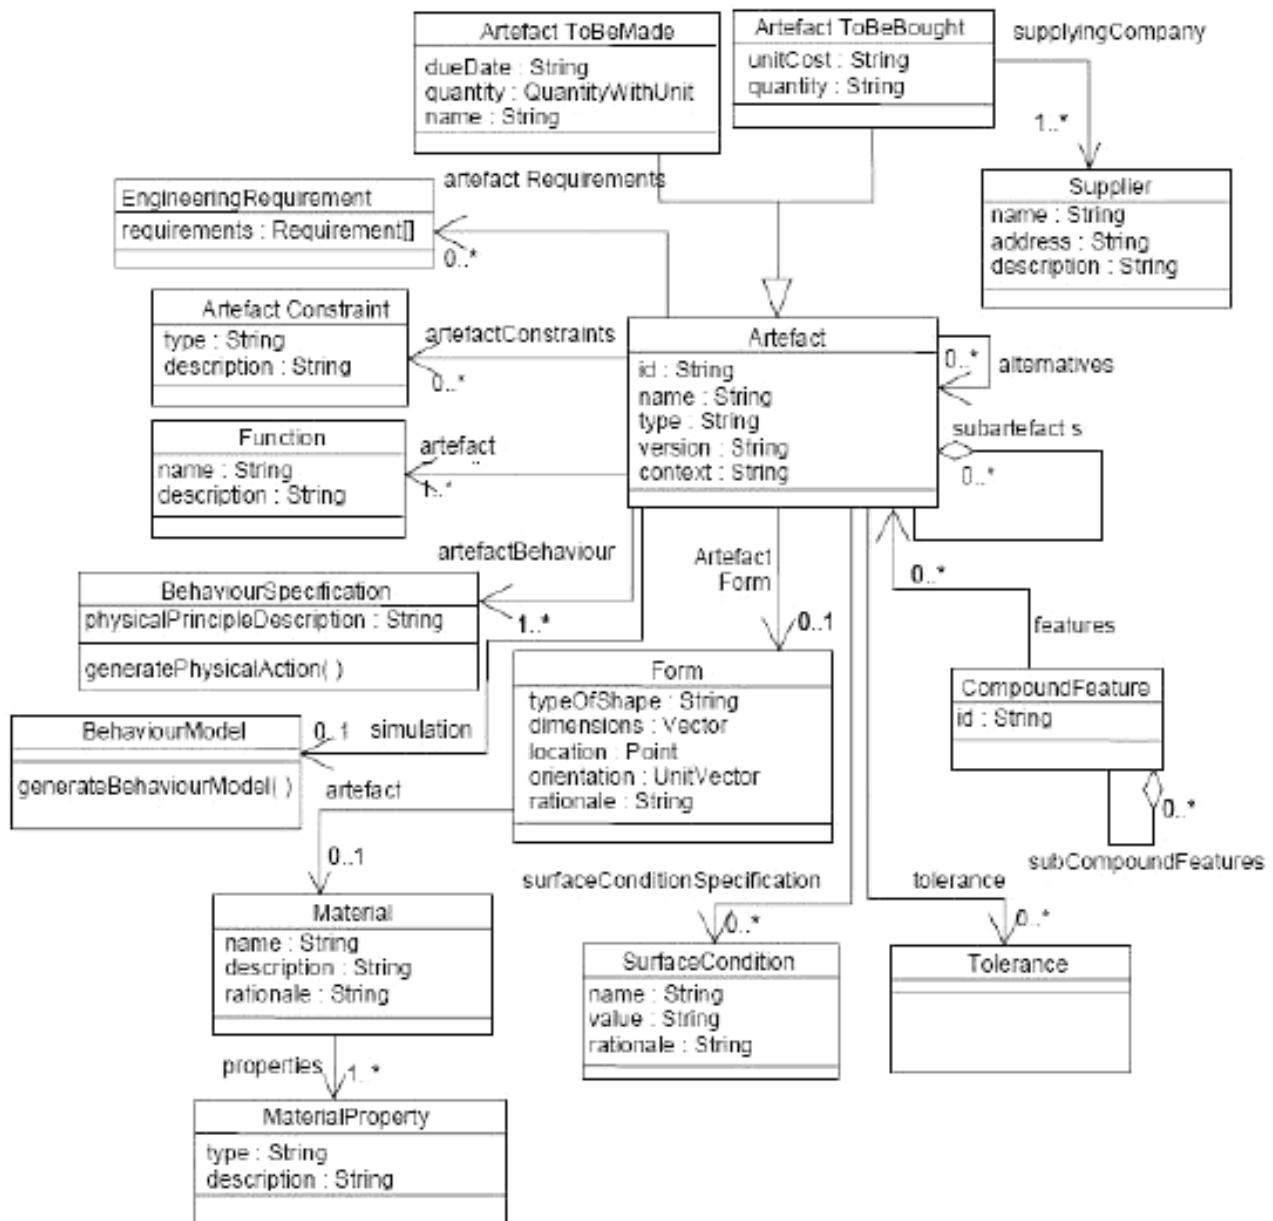 Artefact ToBeMade
dueDate : String
quantity : QuantityWithUnit
name : String
Artefact ToBeBought
unitCost : String
quantity : String
supplyingCompany
1..*
Supplier
name : String
address : String
description : String
artefact Requirements
EngineeringRequirement
requirements : Requirement[]
0..*
Artefact Constraint
type : String
description : String
artefactConstraints
0..*
Artefact
id : String
name : String
type : String
version : String
context : String
0..*
alternatives
subartefact s
0..*
Function
name : String
description : String
artefact
1..*
artefactBehaviour
1..*
BehaviourSpecification
physicalPrincipleDescription : String
generatePhysicalAction( )
Artefact
Form
0..1
0..*
features
CompoundFeature
id : String
0..*
subCompoundFeatures
Form
typeOfShape : String
dimensions : Vector
location : Point
orientation : UnitVector
rationale : String
BehaviourModel
generateBehaviourModel( )
0..1
simulation
artefact
0..1
surfaceConditionSpecification
0..*
tolerance
0..*
Material
name : String
description : String
rationale : String
SurfaceCondition
name : String
value : String
rationale : String
Tolerance
properties
1..*
MaterialProperty
type : String
description : String